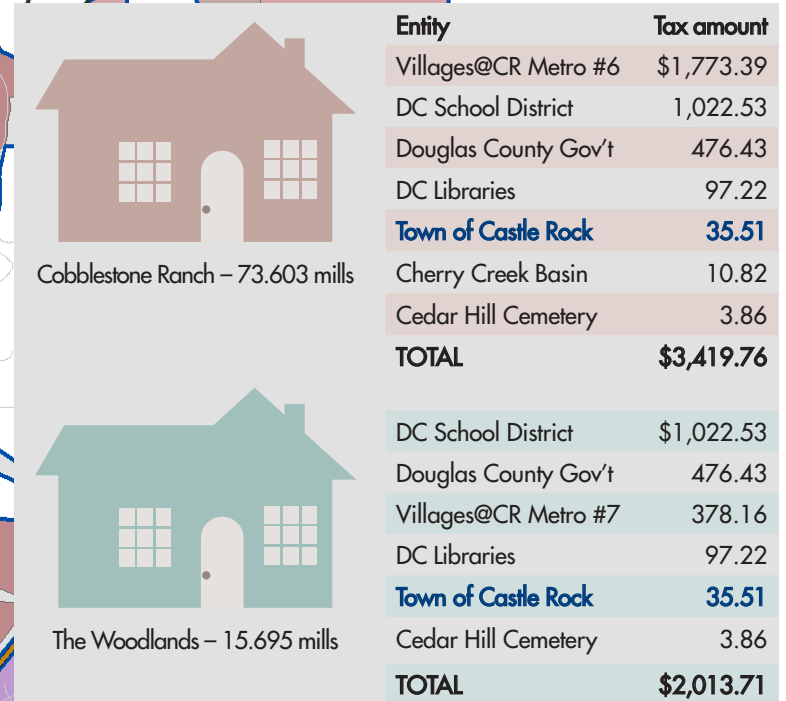 Entity Tax amount
Villages@CR Metro #6 $1,773.39
DC School District 1,022.53
Douglas County Gov't 476.43
DC Libraries 97.22
Town of Castle Rock 35.51
Cherry Creek Basin 10.82
Cedar Hill Cemetery 3.86
TOTAL $3,419.76
Cobblestone Ranch – 73.603 mills
DC School District $1,022.53
Douglas County Gov't 476.43
Villages@CR Metro #7 378.16
DC Libraries 97.22
Town of Castle Rock 35.51
Cedar Hill Cemetery 3.86
TOTAL $2,013.71
The Woodlands – 15.695 mills